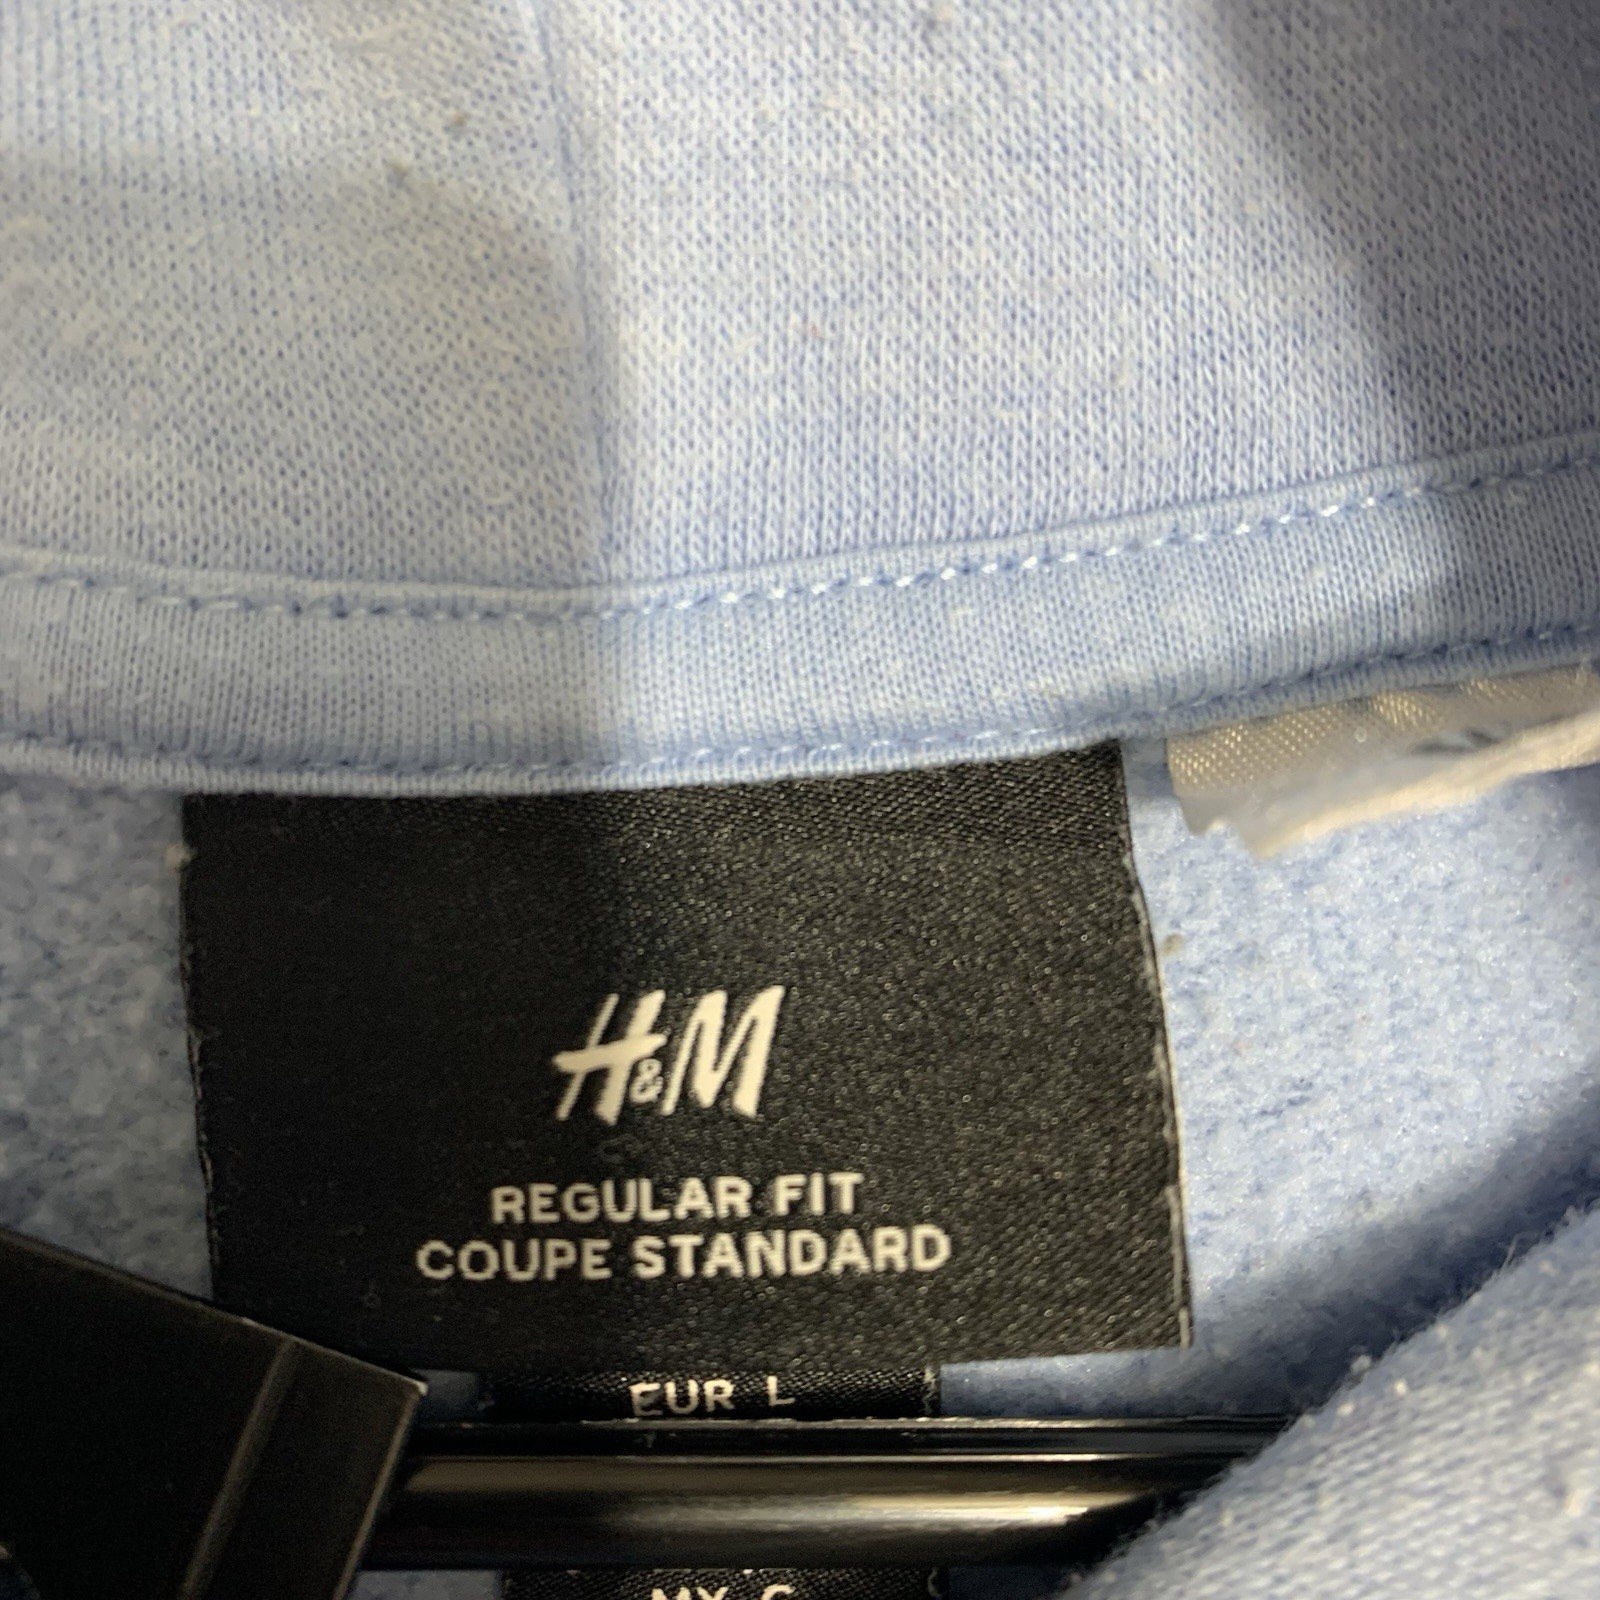 H&M
REGULAR FIT
COUPE STANDARD
EUR L